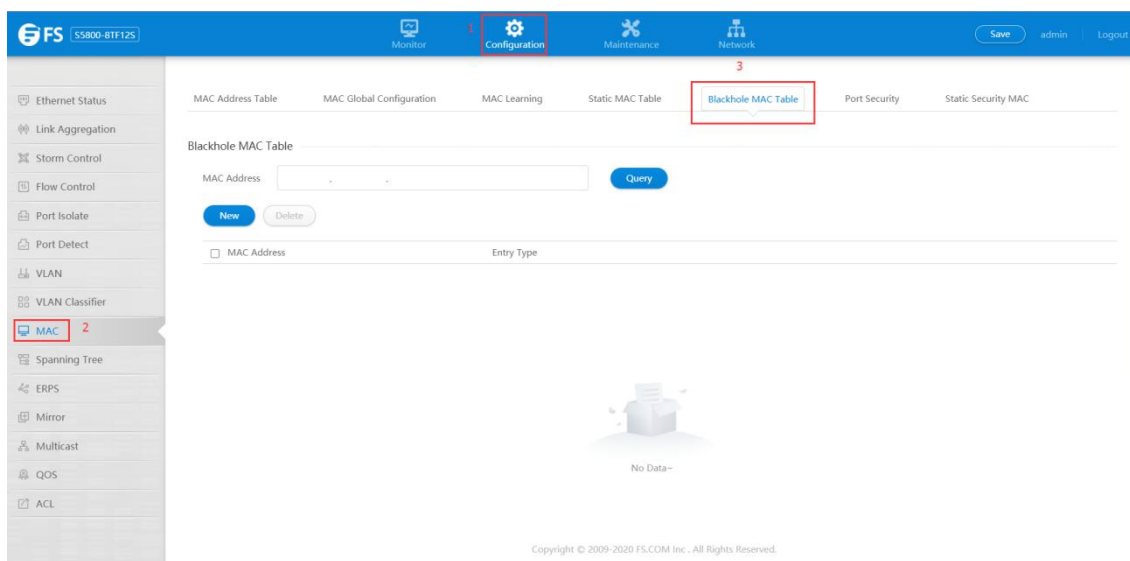 FS S5800-8TF12S
Monitor
1 Configuration
Maintenance
Network
Save admin Logout
3
Ethernet Status
Link Aggregation
Storm Control
Flow Control
Port Isolate
Port Detect
VLAN
VLAN Classifier
MAC 2
Spanning Tree
ERPS
Mirror
Multicast
QOS
ACL
MAC Address Table MAC Global Configuration MAC Learning Static MAC Table Blackhole MAC Table Port Security Static Security MAC
Blackhole MAC Table
MAC Address . . Query
New Delete
MAC Address Entry Type
No Data~
Copyright © 2009-2020 FS.COM Inc . All Rights Reserved.